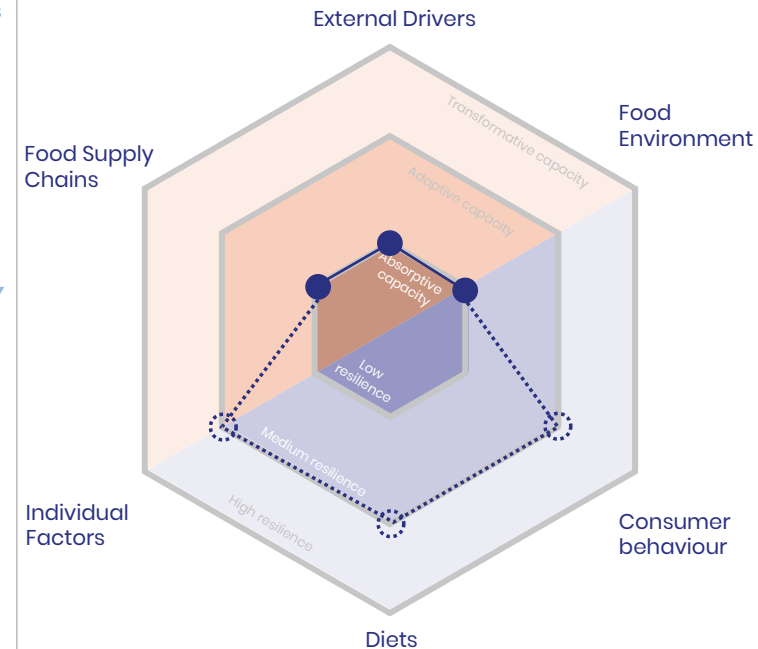 External Drivers
Food
Environment
Transformative capacity
Food Supply
Chains
Adaptive capacity
Absorptive
capacity
Low
resilience
Medium resilience
High resilience
Individual
Factors
Consumer
behaviour
Diets